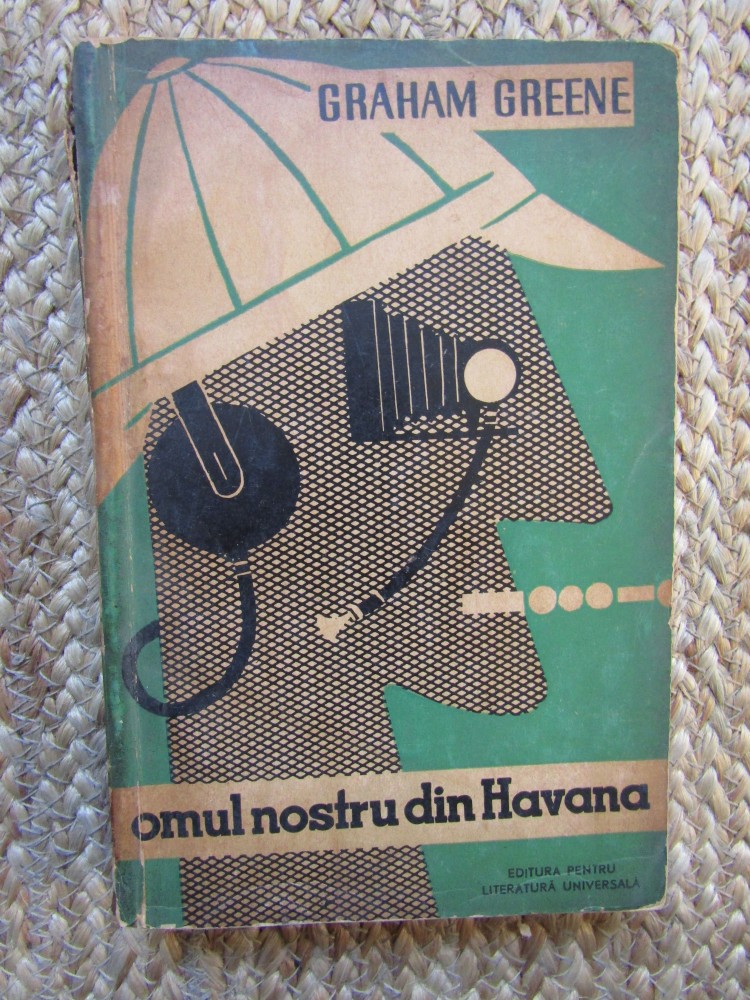 GRAHAM GREENE
omul nostru din Havana
EDITURA PENTRU
LITERATURĂ UNIVERSALĂ